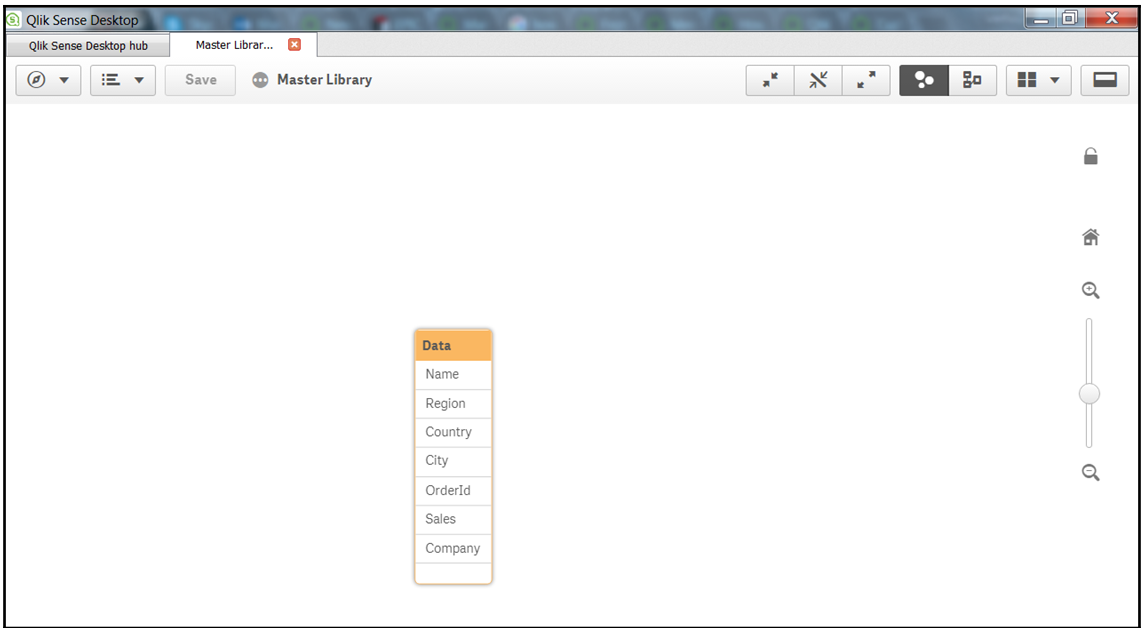 Qlik Sense Desktop
Qlik Sense Desktop hub
Master Librar...
Save
Master Library
Data
Name
Region
Country
City
OrderId
Sales
Company